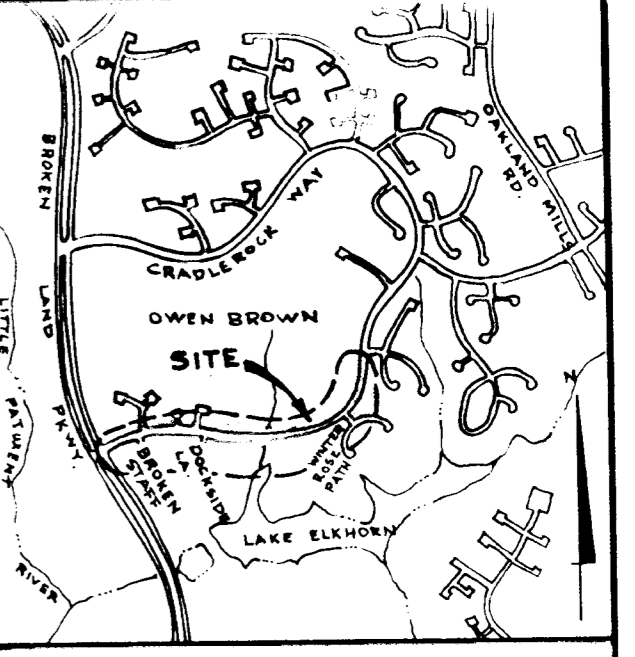 BROKEN
LAND
PKWY.
OAKLAND
MILLS
RD.
CRADLEROCK WAY
OWEN BROWN
SITE
LITTLE
PATUXENT
RIVER
BROKEN
STAFF
DOCKSIDE
LA.
WINTER
ROSE
PATH
LAKE ELKHORN
N